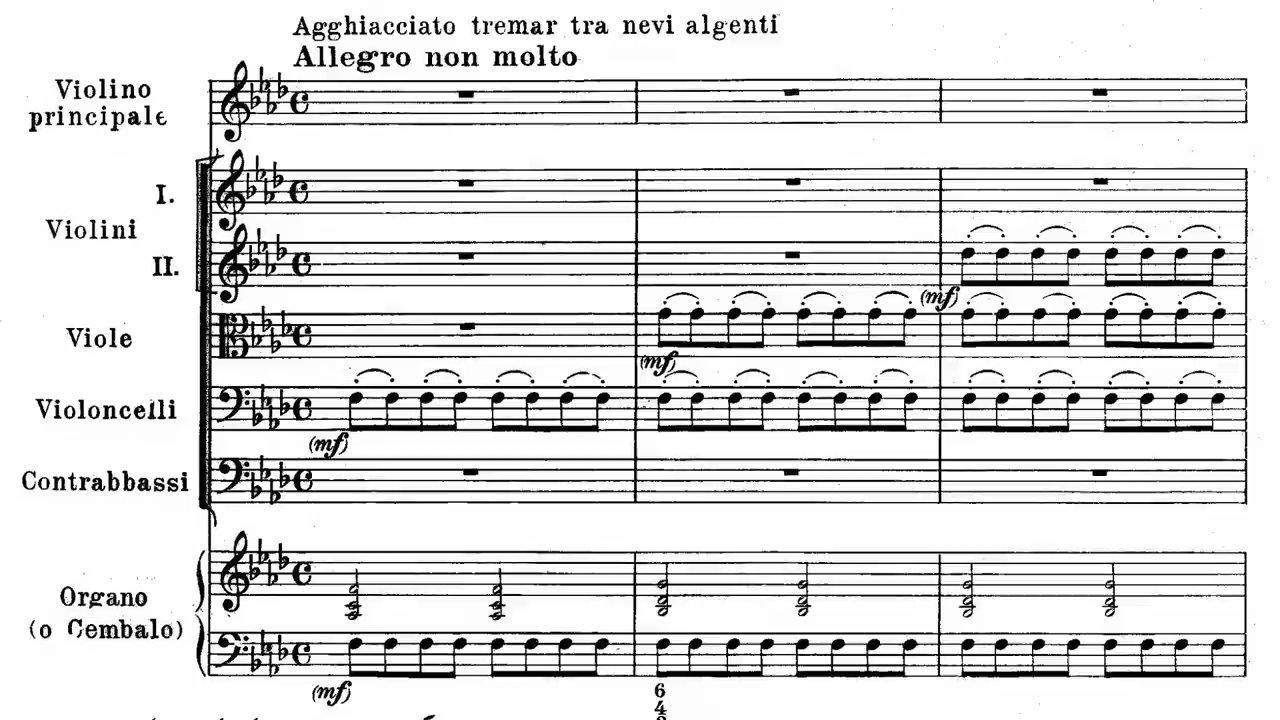 Agghiacciato tremar tra nevi algenti
Allegro non molto
Violino
principale
I.
Violini
II.
(mf)
Viole
(mf)
Violoncelli
(mf)
Contrabbassi
Organo
(o Cembalo)
(mf)
6
4